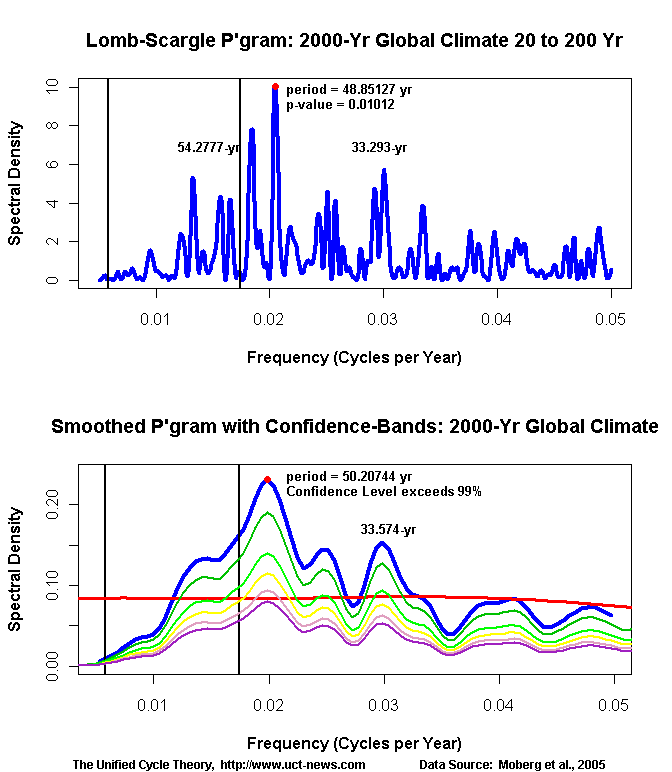 Lomb-Scargle P'gram: 2000-Yr Global Climate 20 to 200 Yr
period = 48.85127 yr
p-value = 0.01012
54.2777-yr
33.293-yr
Spectral Density
10
8
6
4
2
0
0.01 0.02 0.03 0.04 0.05
Frequency (Cycles per Year)
Smoothed P'gram with Confidence-Bands: 2000-Yr Global Climate
period = 50.20744 yr
Confidence Level exceeds 99%
33.574-yr
Spectral Density
0.20
0.10
0.00
0.01 0.02 0.03 0.04 0.05
Frequency (Cycles per Year)
The Unified Cycle Theory, http://www.uct-news.com Data Source: Moberg et al., 2005